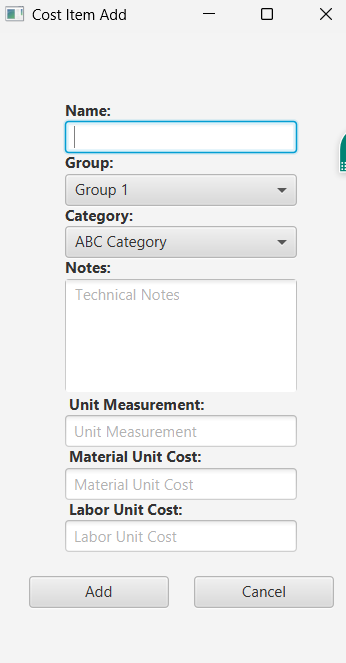 Cost Item Add
Name:
Group:
Group 1
Category:
ABC Category
Notes:
Technical Notes
Unit Measurement:
Unit Measurement
Material Unit Cost:
Material Unit Cost
Labor Unit Cost:
Labor Unit Cost
Add Cancel